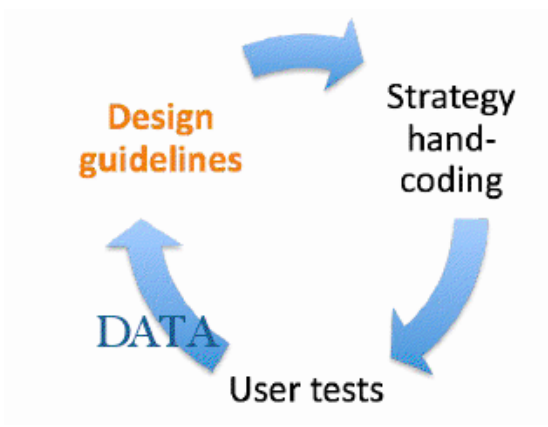 Design
guidelines
Strategy
hand-
coding
DATA
User tests